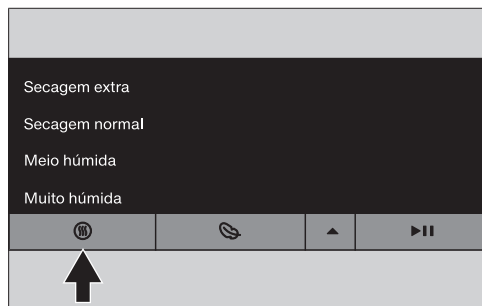 Secagem extra
Secagem normal
Meio húmida
Muito húmida